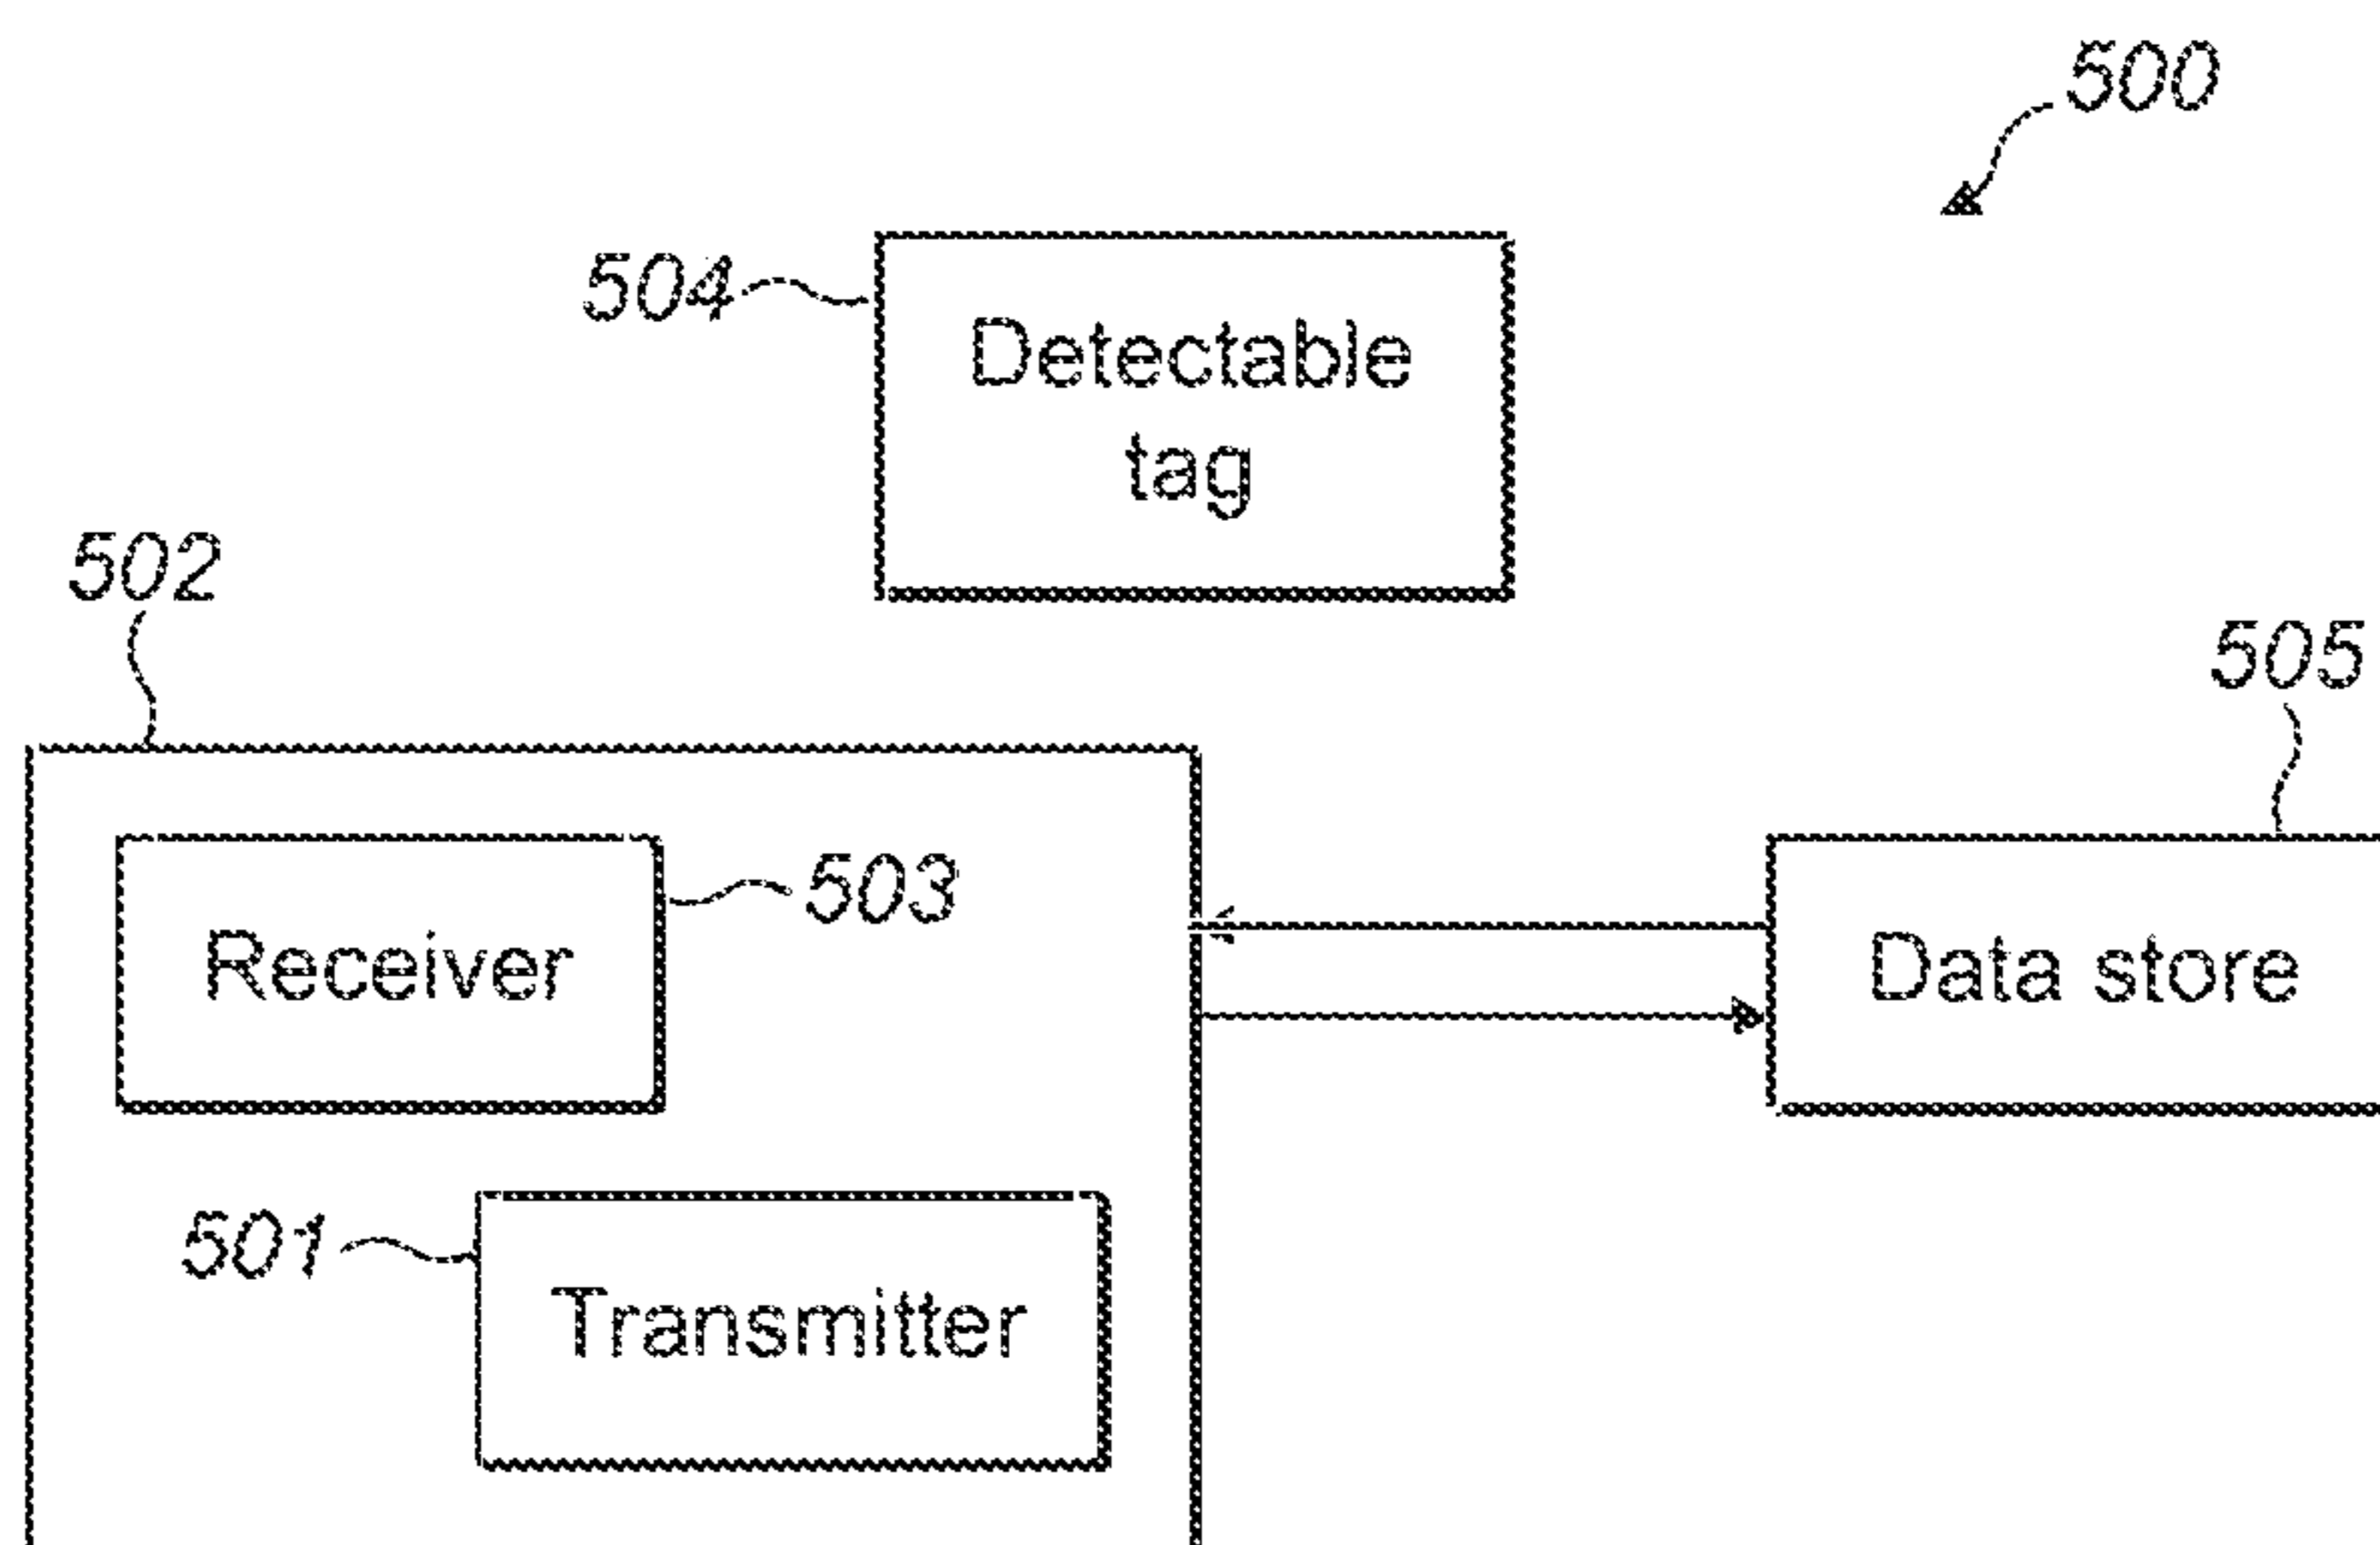 500
504
Detectable
tag
502
505
503
Receiver
Data store
501
Transmitter